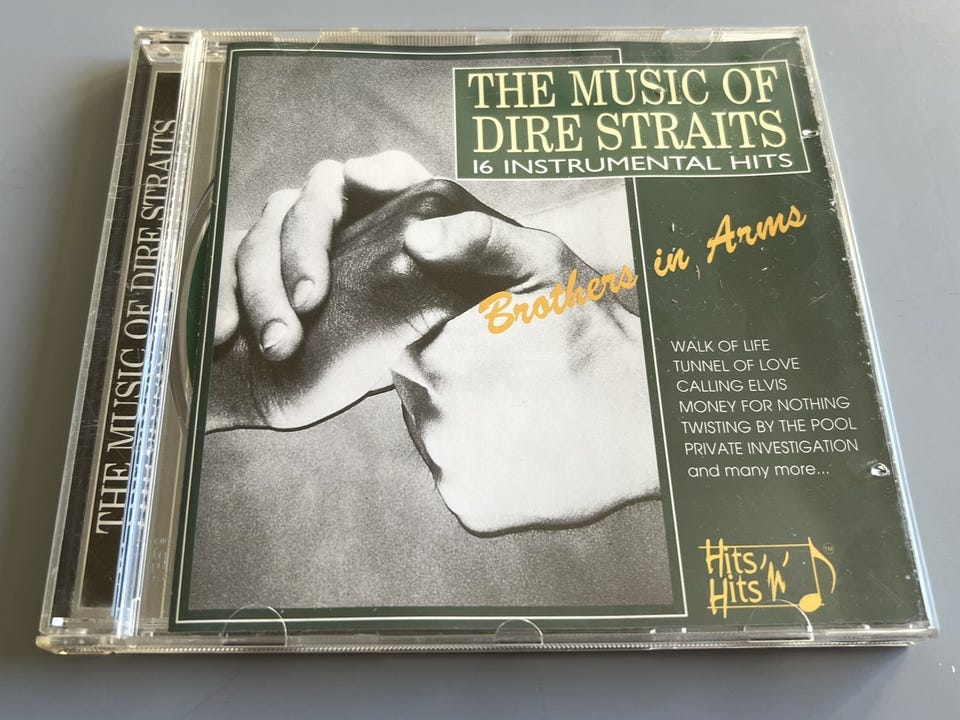 THE MUSIC OF DIRE STRAITS
THE MUSIC OF
DIRE STRAITS
16 INSTRUMENTAL HITS
Brothers in Arms
WALK OF LIFE
TUNNEL OF LOVE
CALLING ELVIS
MONEY FOR NOTHING
TWISTING BY THE POOL
PRIVATE INVESTIGATION
and many more...
Hits 'n'
Hits
TM